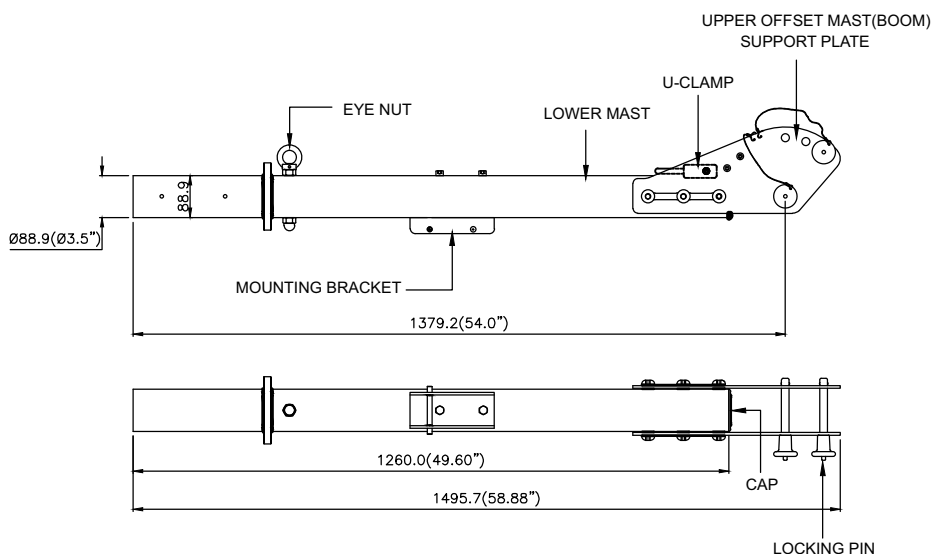 UPPER OFFSET MAST(BOOM)
SUPPORT PLATE
U-CLAMP
EYE NUT
LOWER MAST
88.9
Ø88.9(Ø3.5”)
MOUNTING BRACKET
1379.2(54.0”)
1260.0(49.60”)
CAP
1495.7(58.88”)
LOCKING PIN